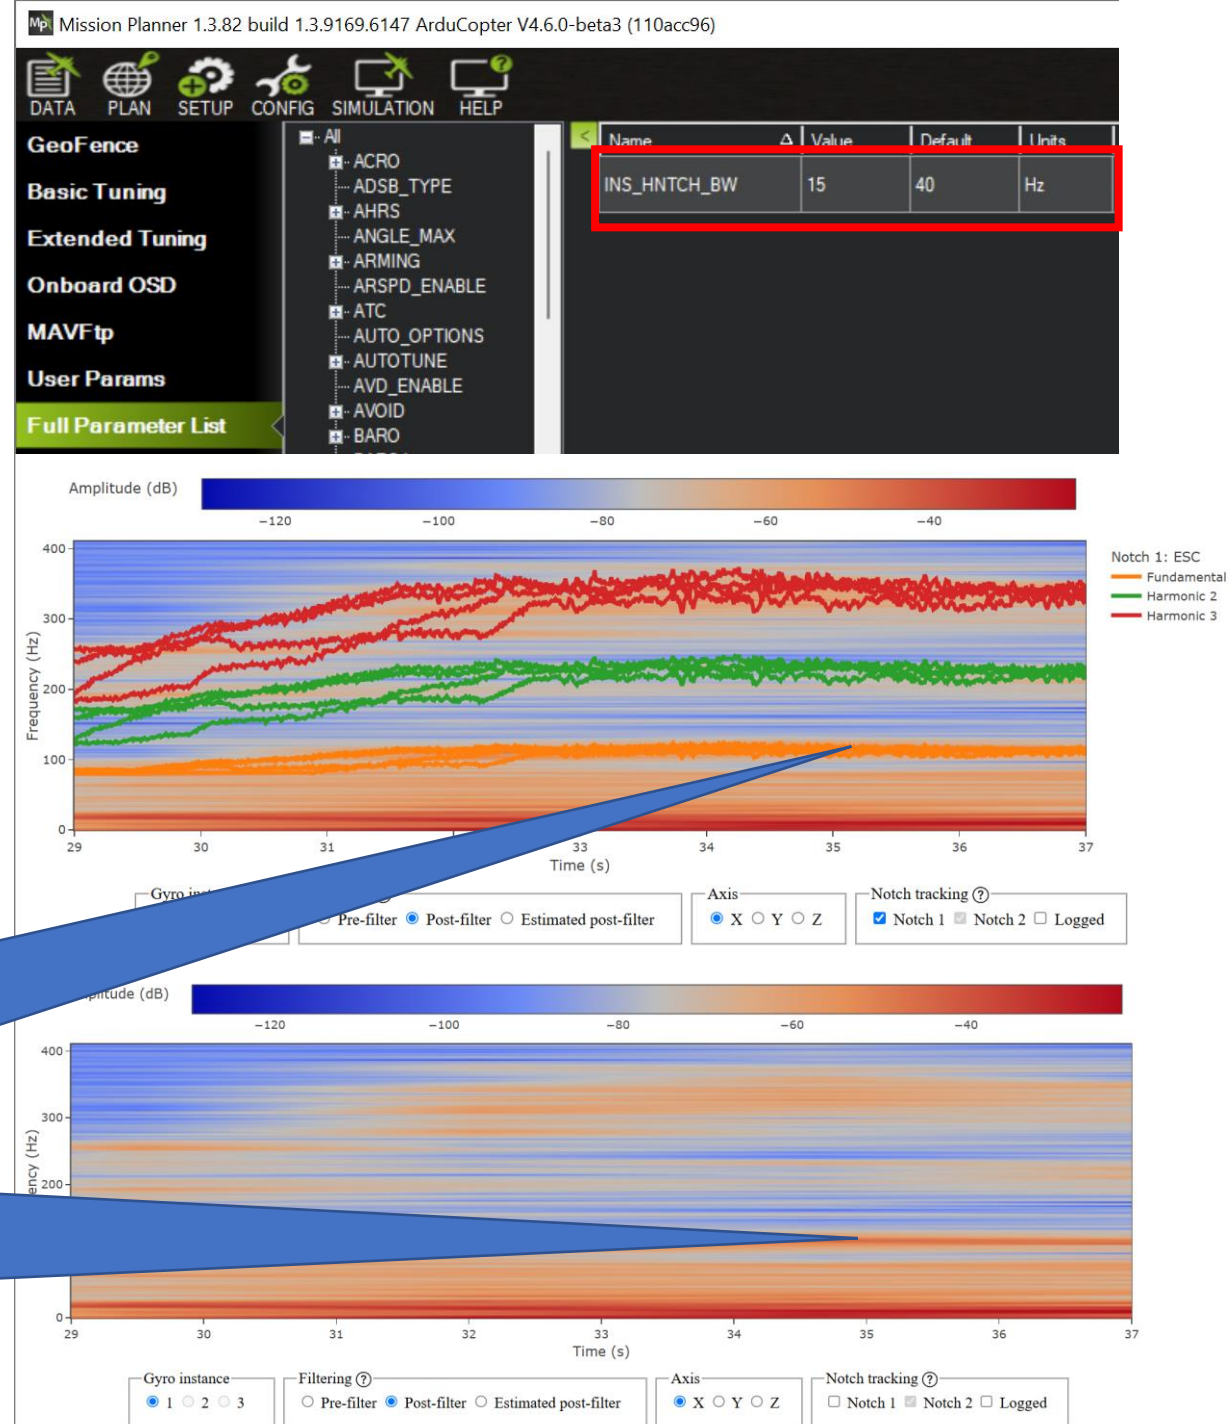 Mission Planner 1.3.82 build 1.3.9169.6147 ArduCopter V4.6.0-beta3 (110acc96)
DATA PLAN SETUP CONFIG SIMULATION HELP
GeoFence
Basic Tuning
Extended Tuning
Onboard OSD
MAVFtp
User Params
Full Parameter List
All
ACRO
ADSB_TYPE
AHRS
ANGLE_MAX
ARMING
ARSPD_ENABLE
ATC
AUTO_OPTIONS
AUTOTUNE
AVD_ENABLE
AVOID
BARO
Name Value Default Units
INS_HNTCH_BW 15 40 Hz
Amplitude (dB)
−120 −100 −80 −60 −40
400
300
200
100
0
Frequency (Hz)
29 30 31 33 34 35 36 37
Time (s)
Notch 1: ESC
Fundamental
Harmonic 2
Harmonic 3
Gyro
Pre-filter Post-filter Estimated post-filter
Axis
X Y Z
Notch tracking ?
Notch 1 Notch 2 Logged
(dB)
−120 −100 −80 −60 −40
400
300
200
0
(Hz)
29 30 31 32 33 34 35 36 37
Time (s)
Gyro instance
1 2 3
Filtering ?
Pre-filter Post-filter Estimated post-filter
Axis
X Y Z
Notch tracking ?
Notch 1 Notch 2 Logged